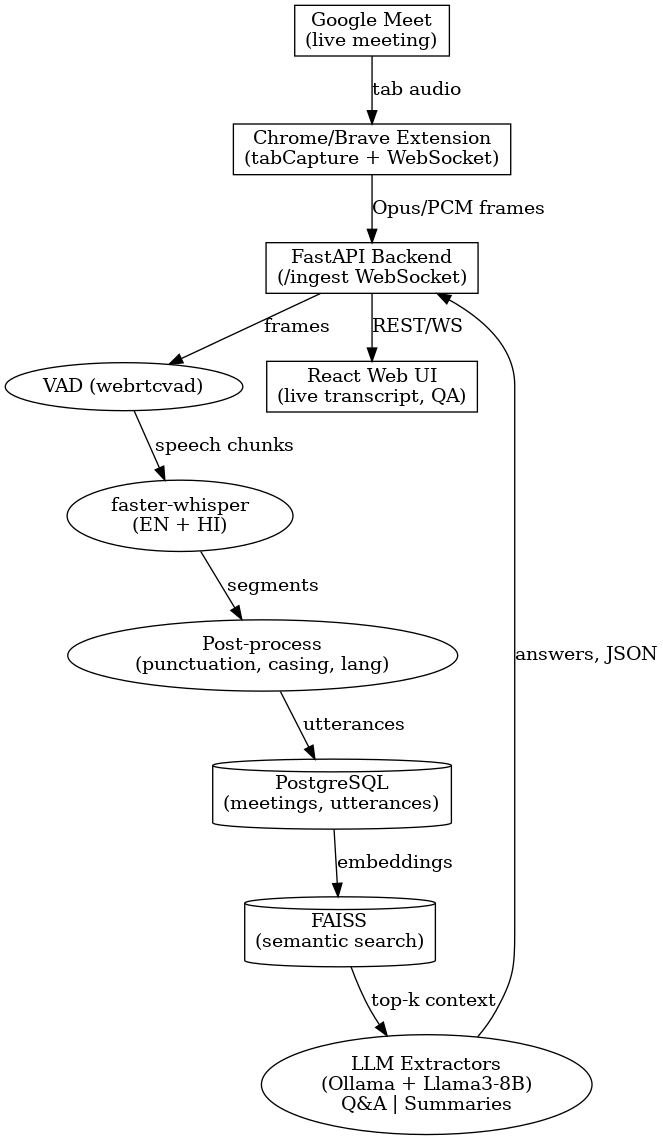 Google Meet
(live meeting)
tab audio
Chrome/Brave Extension
(tabCapture + WebSocket)
Opus/PCM frames
FastAPI Backend
(/ingest WebSocket)
frames
REST/WS
VAD (webrtcvad)
React Web UI
(live transcript, QA)
speech chunks
faster-whisper
(EN + HI)
segments
Post-process
(punctuation, casing, lang)
answers, JSON
utterances
PostgreSQL
(meetings, utterances)
embeddings
FAISS
(semantic search)
top-k context
LLM Extractors
(Ollama + Llama3-8B)
Q&A | Summaries